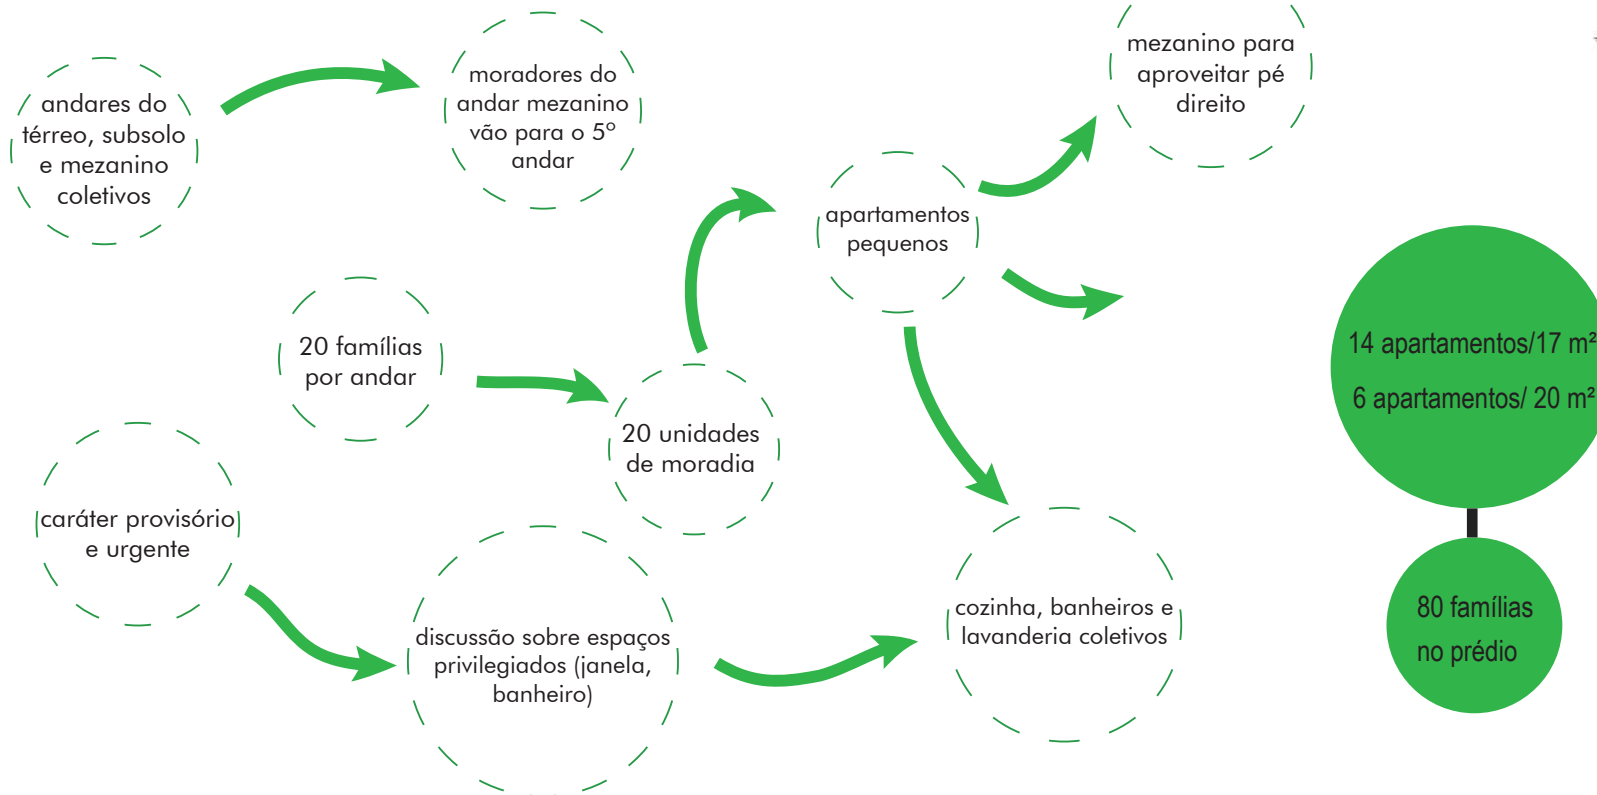 andares do
térreo, subsolo
e mezanino
coletivos
moradores do
andar mezanino
vão para o 5º
andar
mezanino para
aproveitar pé
direito
apartamentos
pequenos
20 famílias
por andar
20 unidades
de moradia
14 apartamentos/17 m²
6 apartamentos/ 20 m²
caráter provisório
e urgente
discussão sobre espaços
privilegiados (janela,
banheiro)
cozinha, banheiros e
lavanderia coletivos
80 famílias
no prédio